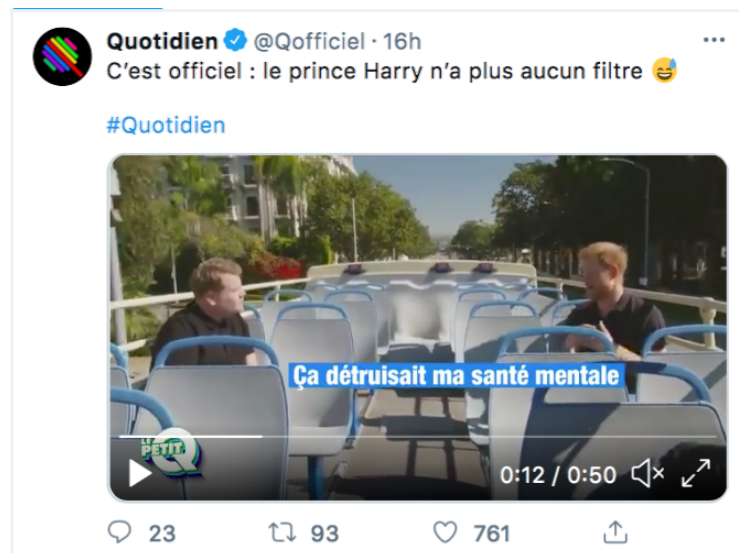 Quotidien @Qofficiel · 16h
C'est officiel : le prince Harry n'a plus aucun filtre 😅
#Quotidien
Ça détruisait ma santé mentale
LE
PETIT
Q
0:12 / 0:50
23 93 761